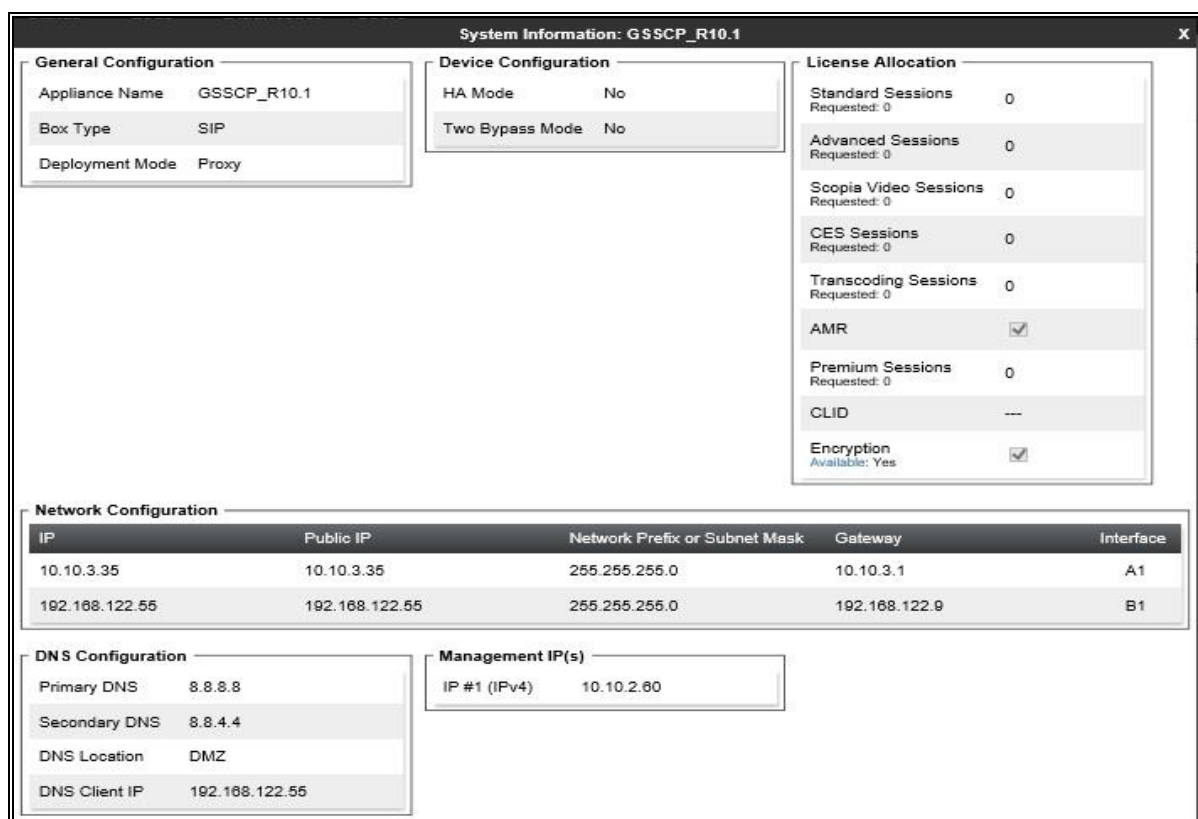 System Information: GSSCP_R10.1 X
General Configuration
Appliance Name GSSCP_R10.1
Box Type SIP
Deployment Mode Proxy
Device Configuration
HA Mode No
Two Bypass Mode No
License Allocation
Standard Sessions 0
Requested: 0
Advanced Sessions 0
Requested: 0
Scopia Video Sessions 0
Requested: 0
CES Sessions 0
Requested: 0
Transcoding Sessions 0
Requested: 0
AMR
Premium Sessions 0
Requested: 0
CLID ---
Encryption
Available: Yes
Network Configuration
IP Public IP Network Prefix or Subnet Mask Gateway Interface
10.10.3.35 10.10.3.35 255.255.255.0 10.10.3.1 A1
192.168.122.55 192.168.122.55 255.255.255.0 192.168.122.9 B1
DNS Configuration
Primary DNS 8.8.8.8
Secondary DNS 8.8.4.4
DNS Location DMZ
DNS Client IP 192.168.122.55
Management IP(s)
IP #1 (IPv4) 10.10.2.60